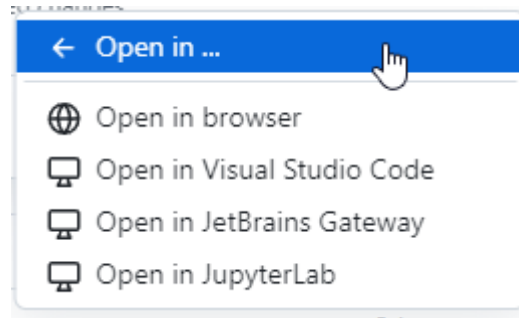 Open in ...
Open in browser
Open in Visual Studio Code
Open in JetBrains Gateway
Open in JupyterLab